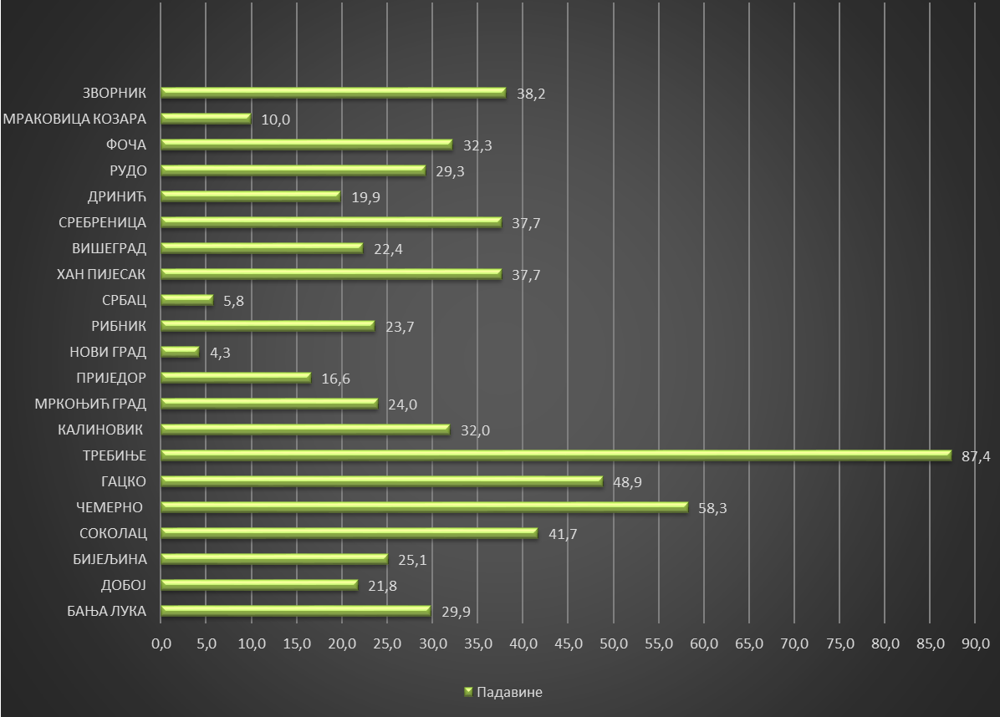 ЗВОРНИК 38,2
МРАКОВИЦА КОЗАРА 10,0
ФОЧА 32,3
РУДО 29,3
ДРИНИЋ 19,9
СРЕБРЕНИЦА 37,7
ВИШЕГРАД 22,4
ХАН ПИЈЕСАК 37,7
СРБАЦ 5,8
РИБНИК 23,7
НОВИ ГРАД 4,3
ПРИЈЕДОР 16,6
МРКОЊИЋ ГРАД 24,0
КАЛИНОВИК 32,0
ТРЕБИЊЕ 87,4
ГАЦКО 48,9
ЧЕМЕРНО 58,3
СОКОЛАЦ 41,7
БИЈЕЉИНА 25,1
ДОБОЈ 21,8
БАЊА ЛУКА 29,9
0,0 5,0 10,0 15,0 20,0 25,0 30,0 35,0 40,0 45,0 50,0 55,0 60,0 65,0 70,0 75,0 80,0 85,0 90,0
Падавине